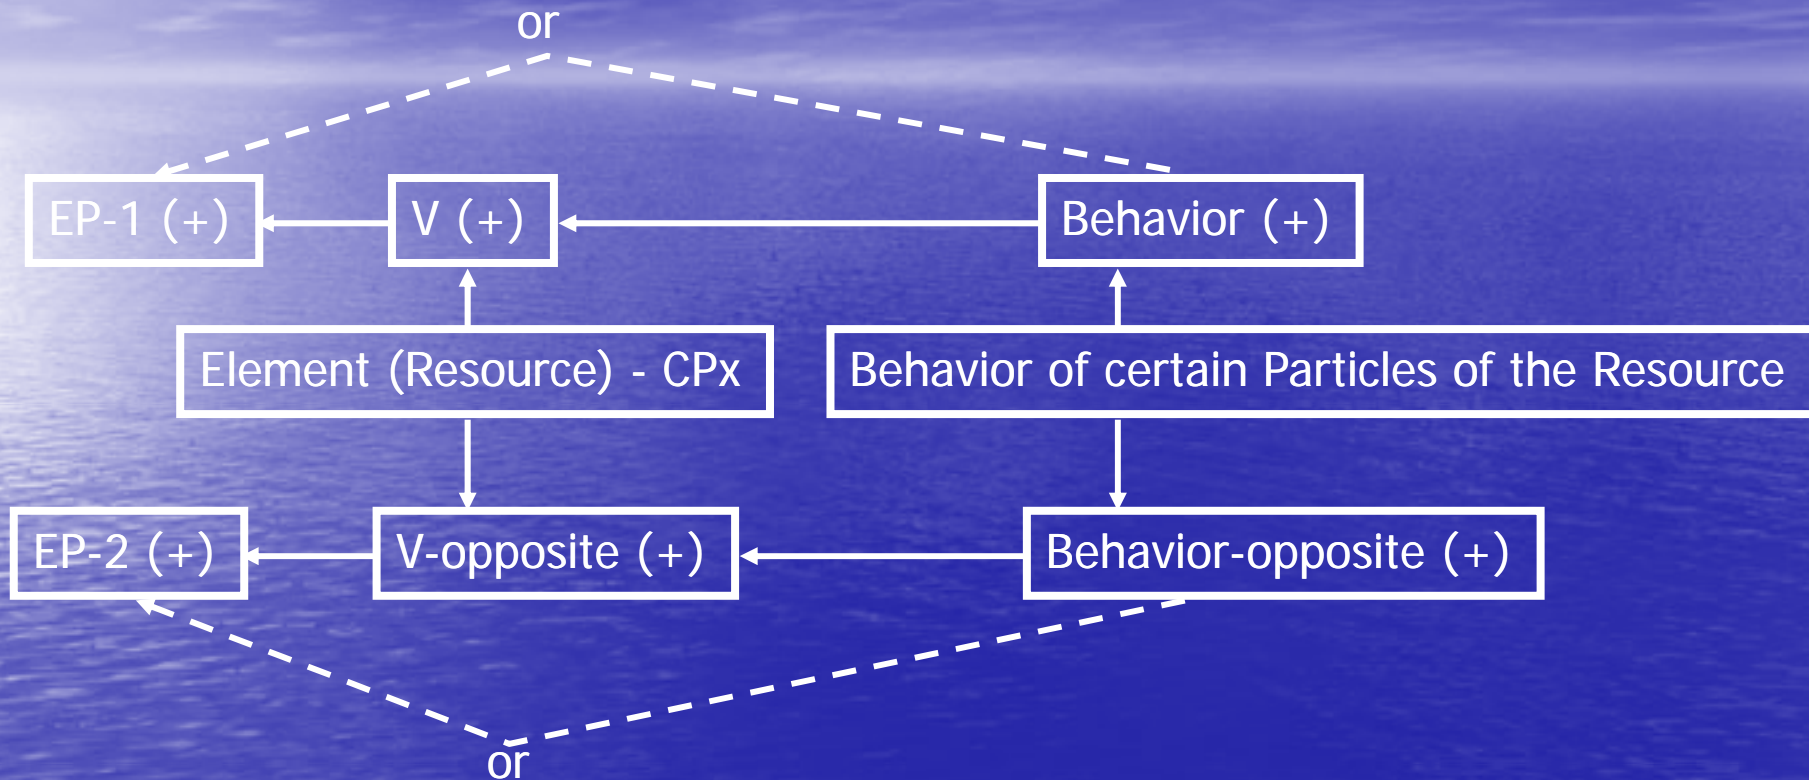 or
EP-1 (+)
V (+)
Behavior (+)
Element (Resource) - CPx
Behavior of certain Particles of the Resource
EP-2 (+)
V-opposite (+)
Behavior-opposite (+)
or